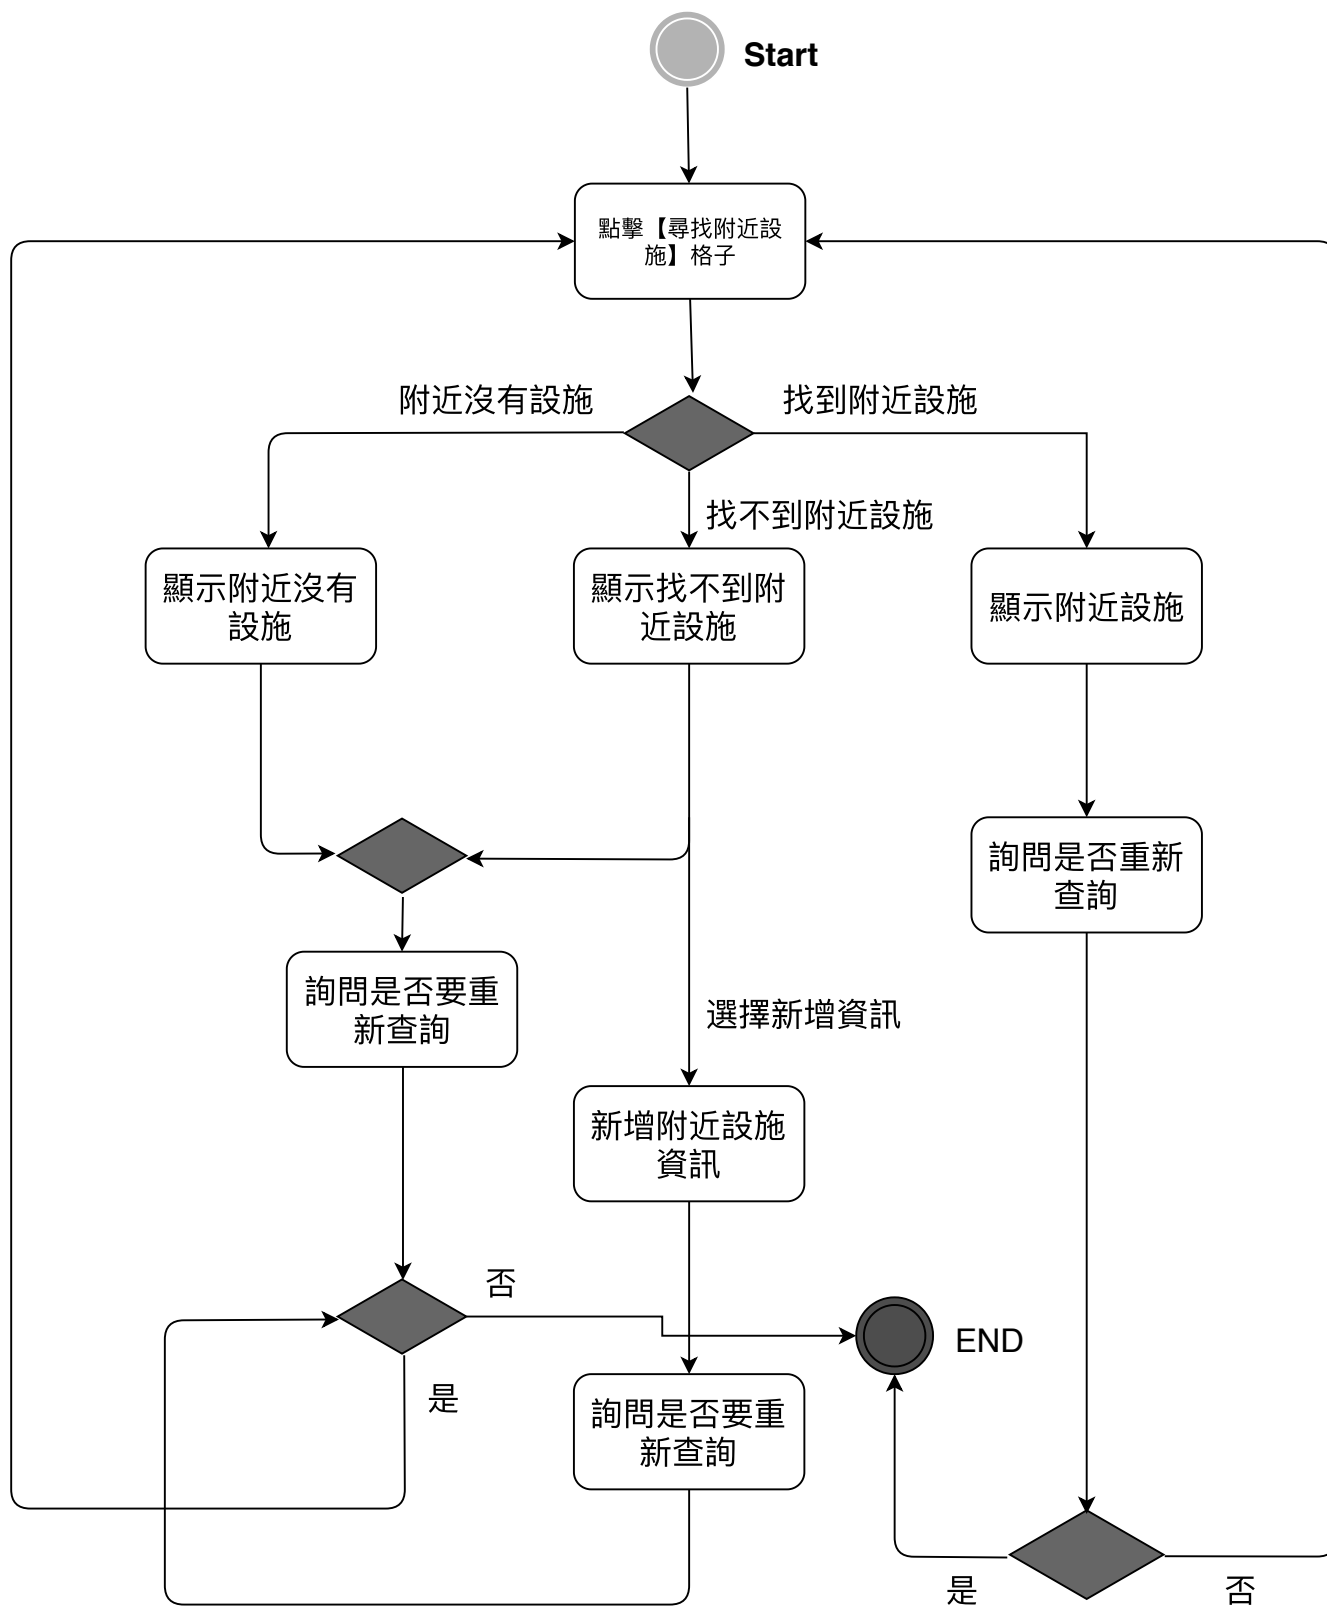 Start
點擊【尋找附近設
施】格子
附近沒有設施
找到附近設施
找不到附近設施
顯示附近沒有
設施
顯示找不到附
近設施
顯示附近設施
詢問是否重新
查詢
詢問是否要重
新查詢
選擇新增資訊
新增附近設施
資訊
否
END
是
詢問是否要重
新查詢
是
否